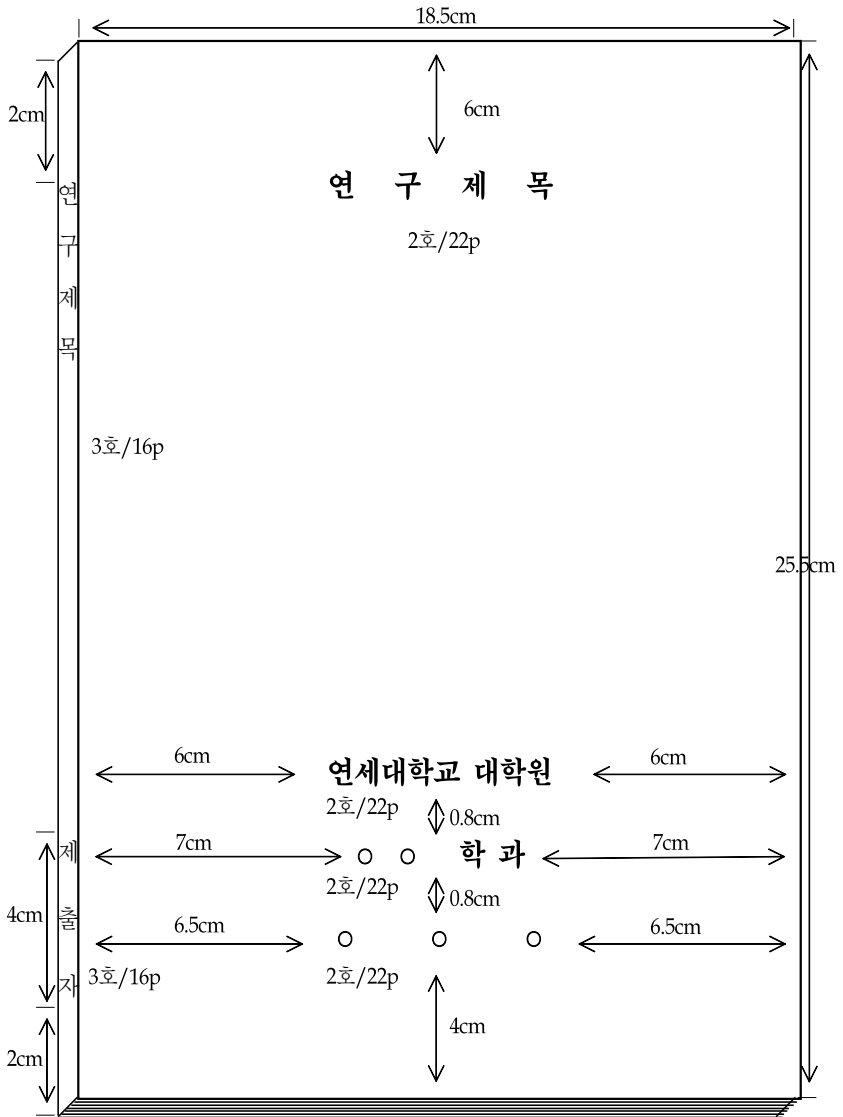 18.5cm
2cm
6cm
연 구 제 목
연 구 제 목
2호/22p
3호/16p
25.5cm
6cm
연세대학교 대학원
6cm
2호/22p
0.8cm
7cm
ㅇ ㅇ 학 과
7cm
2호/22p
0.8cm
제 출 자
4cm
6.5cm
ㅇ ㅇ ㅇ
6.5cm
3호/16p
2호/22p
4cm
2cm